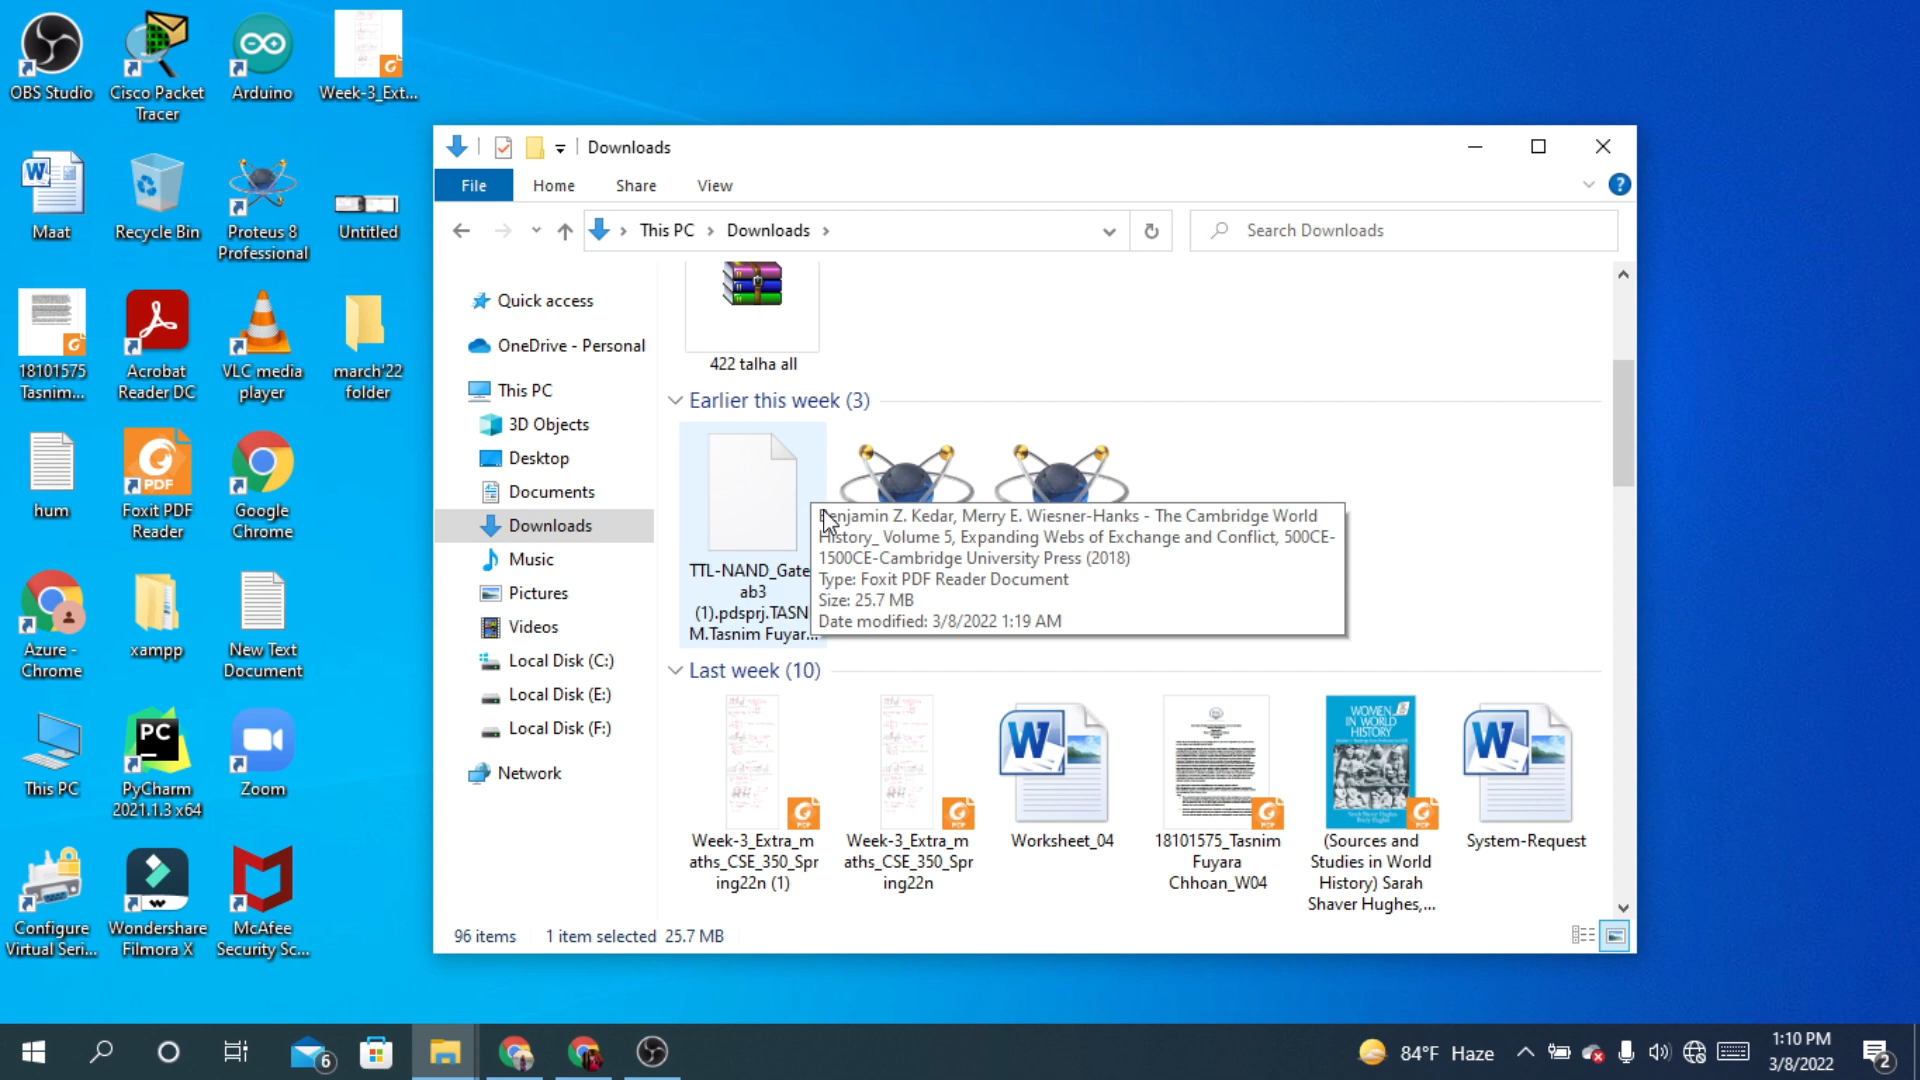 OBS Studio
Cisco Packet
Tracer
Arduino
Week-3_Ext...
Maat
Recycle Bin
Proteus 8
Professional
Untitled
18101575
Tasnim...
Acrobat
Reader DC
VLC media
player
march'22
folder
hum
Foxit PDF
Reader
Google
Chrome
Azure -
Chrome
xampp
New Text
Document
This PC
PyCharm
2021.1.3 x64
Zoom
Configure
Virtual Seri...
Wondershare
Filmora X
McAfee
Security Sc...
Downloads
File
Home
Share
View
This PC
Downloads
Search Downloads
Quick access
OneDrive - Personal
This PC
3D Objects
Desktop
Documents
Downloads
Music
Pictures
Videos
Local Disk (C:)
Local Disk (E:)
Local Disk (F:)
Network
422 talha all
Earlier this week (3)
TTL-NAND_Gate
ab3
(1).pdsprj.TASN
M.Tasnim Fuyar...
Benjamin Z. Kedar, Merry E. Wiesner-Hanks - The Cambridge World
History_ Volume 5, Expanding Webs of Exchange and Conflict, 500CE-
1500CE-Cambridge University Press (2018)
Type: Foxit PDF Reader Document
Size: 25.7 MB
Date modified: 3/8/2022 1:19 AM
Last week (10)
WOMEN
IN WORLD
HISTORY
Week-3_Extra_m
aths_CSE_350_Spr
ing22n (1)
Week-3_Extra_m
aths_CSE_350_Spr
ing22n
Worksheet_04
18101575_Tasnim
Fuyara
Chhoan_W04
(Sources and
Studies in World
History) Sarah
Shaver Hughes,...
System-Request
96 items
1 item selected 25.7 MB
6
84°F Haze
1:10 PM
3/8/2022
2